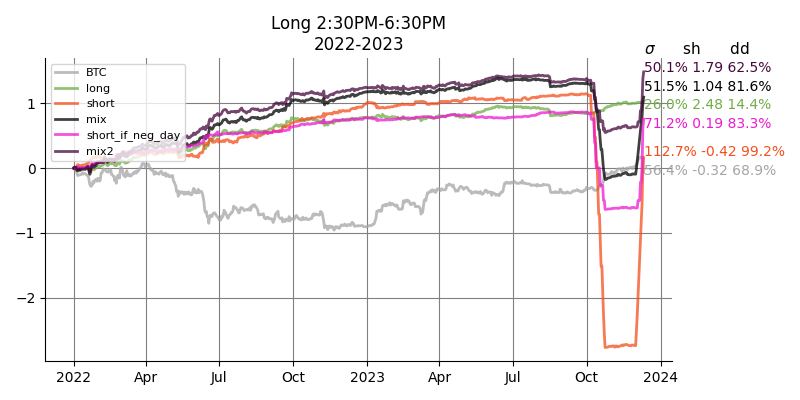 Long 2:30PM-6:30PM
2022-2023
σ sh dd
50.1% 1.79 62.5%
51.5% 1.04 81.6%
26.0% 2.48 14.4%
71.2% 0.19 83.3%
112.7% -0.42 99.2%
56.4% -0.32 68.9%
BTC
long
short
mix
short_if_neg_day
mix2
1
0
−1
−2
2022 Apr Jul Oct 2023 Apr Jul Oct 2024